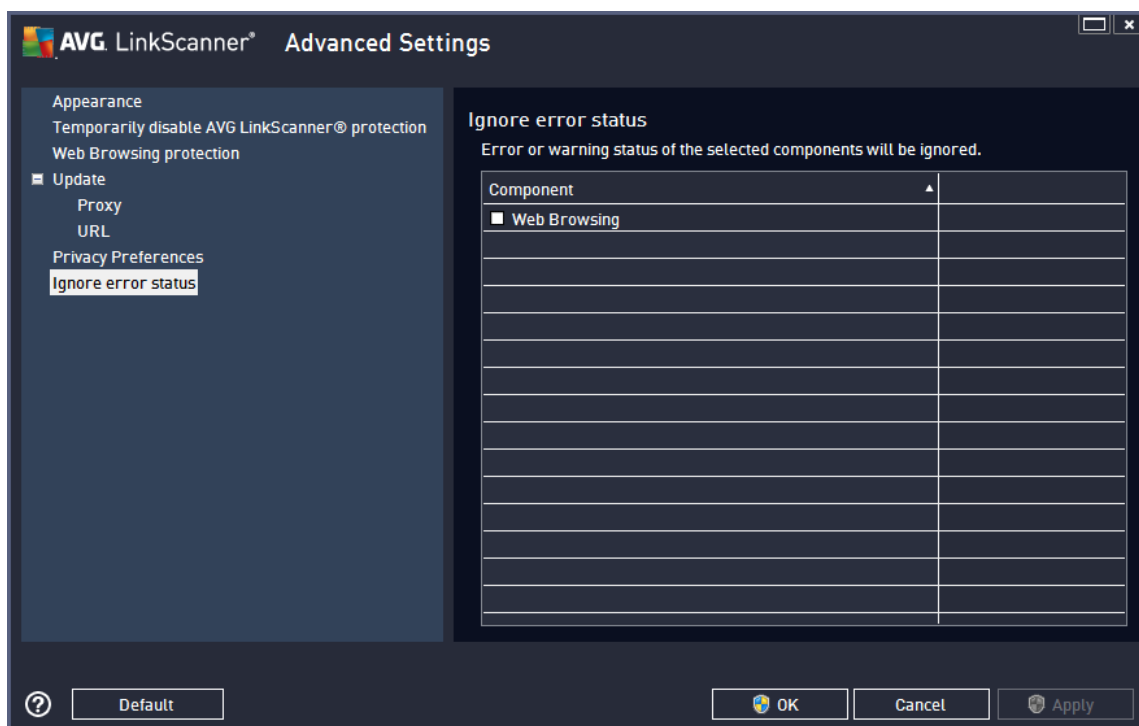 AVG. LinkScanner® Advanced Settings
Appearance
Temporarily disable AVG LinkScanner® protection
Web Browsing protection
Update
Proxy
URL
Privacy Preferences
Ignore error status
Ignore error status
Error or warning status of the selected components will be ignored.
Component
Web Browsing
Default
OK
Cancel
Apply